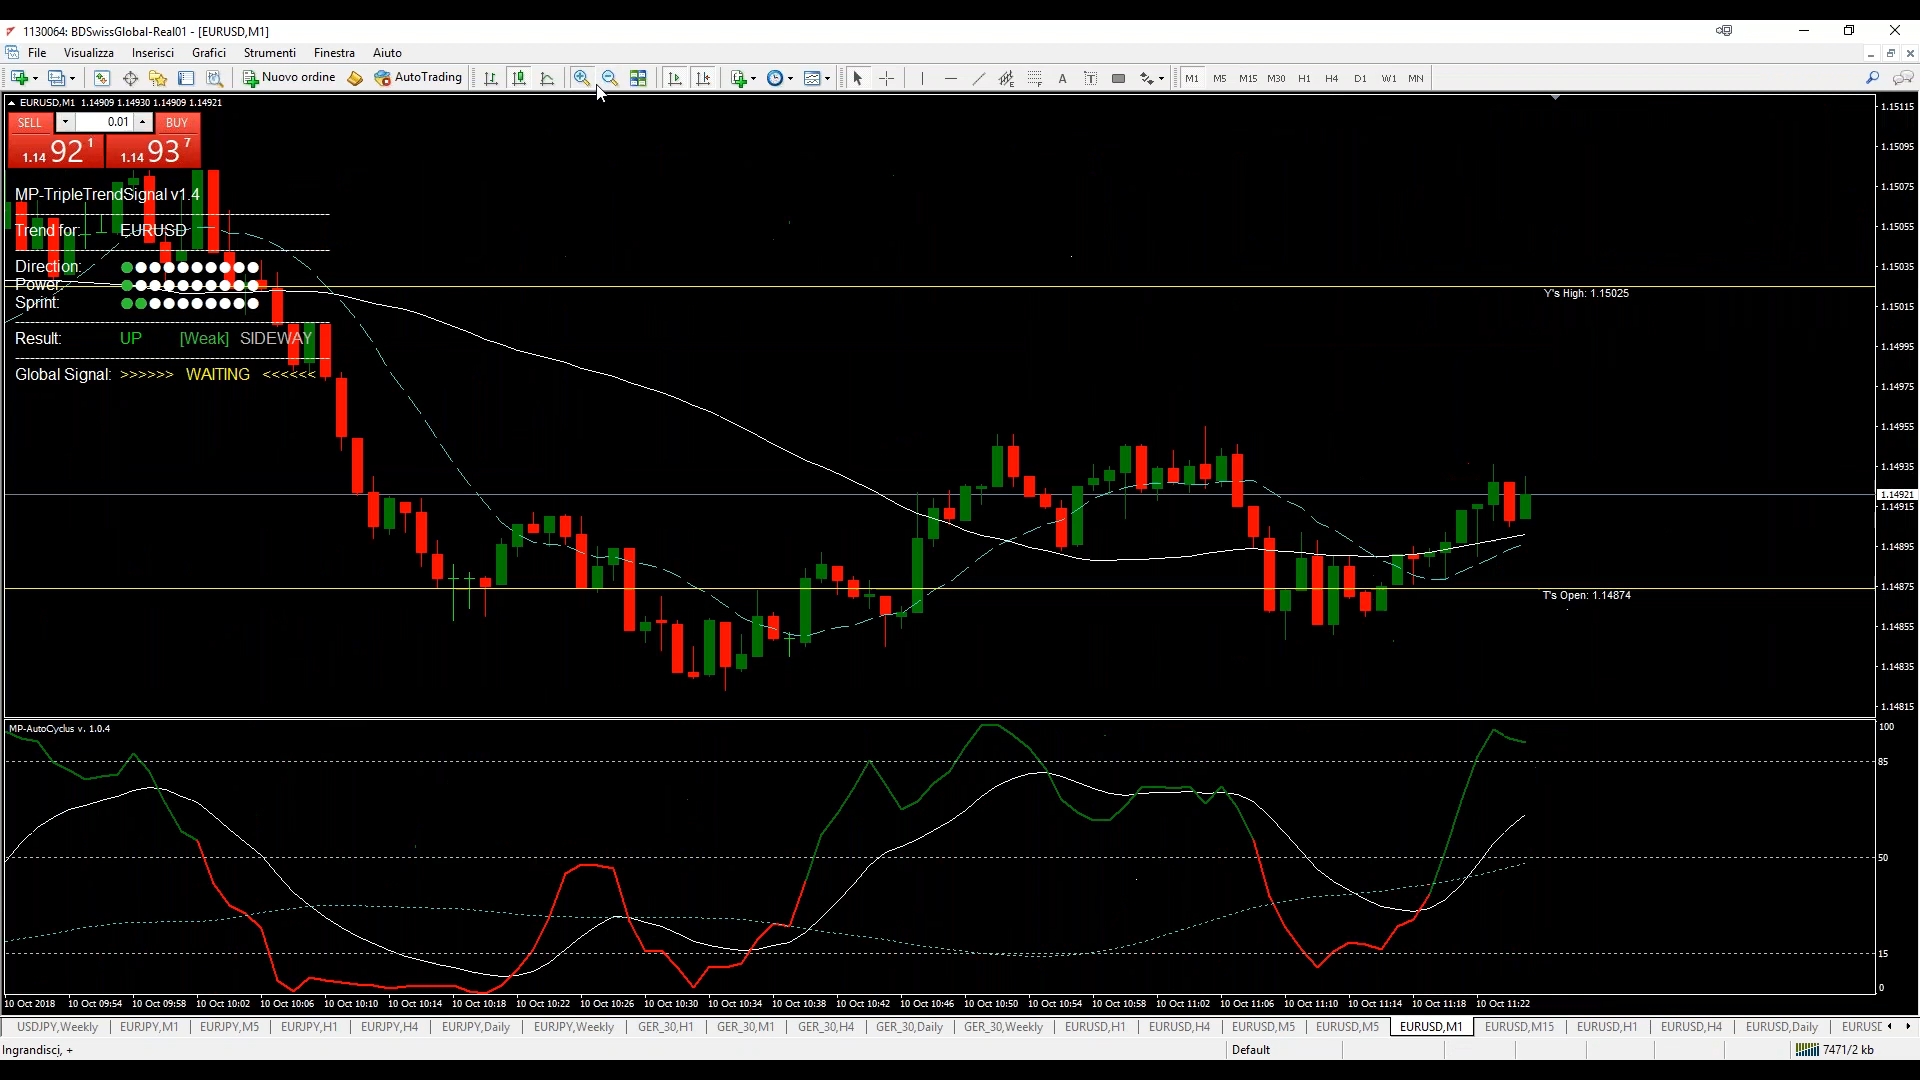 1130064: BDSwissGlobal-Real01 - [EURUSD,M1]
File Visualizza Inserisci Grafici Strumenti Finestra Aiuto
Nuovo ordine AutoTrading A T M1 M5 M15 M30 H1 H4 D1 W1 MN
EURUSD,M1 1.14909 1.14930 1.14909 1.14921
SELL 0.01 BUY
1.14 92 1 1.14 93 7
MP-TripleTrendSignal v1.4
Trend for: EURUSD
Direction:
Power:
Sprint:
Result: UP [Weak] SIDEWAY
Global Signal: >>>>>> WAITING <<<<<<
Y's High: 1.15025
T's Open: 1.14874
1.15115
1.15095
1.15075
1.15055
1.15035
1.15015
1.14995
1.14975
1.14955
1.14935
1.14921
1.14915
1.14895
1.14875
1.14855
1.14835
1.14815
MP-AutoCyclus v. 1.0.4
100
85
50
15
0
10 Oct 2018 10 Oct 09:54 10 Oct 09:58 10 Oct 10:02 10 Oct 10:06 10 Oct 10:10 10 Oct 10:14 10 Oct 10:18 10 Oct 10:22 10 Oct 10:26 10 Oct 10:30 10 Oct 10:34 10 Oct 10:38 10 Oct 10:42 10 Oct 10:46 10 Oct 10:50 10 Oct 10:54 10 Oct 10:58 10 Oct 11:02 10 Oct 11:06 10 Oct 11:10 10 Oct 11:14 10 Oct 11:18 10 Oct 11:22
USDJPY,Weekly EURJPY,M1 EURJPY,M5 EURJPY,H1 EURJPY,H4 EURJPY,Daily EURJPY,Weekly GER_30,H1 GER_30,M1 GER_30,H4 GER_30,Daily GER_30,Weekly EURUSD,H1 EURUSD,H4 EURUSD,M5 EURUSD,M5 EURUSD,M1 EURUSD,M15 EURUSD,H1 EURUSD,H4 EURUSD,Daily EURUSD
Ingrandisci, + Default 7471/2 kb